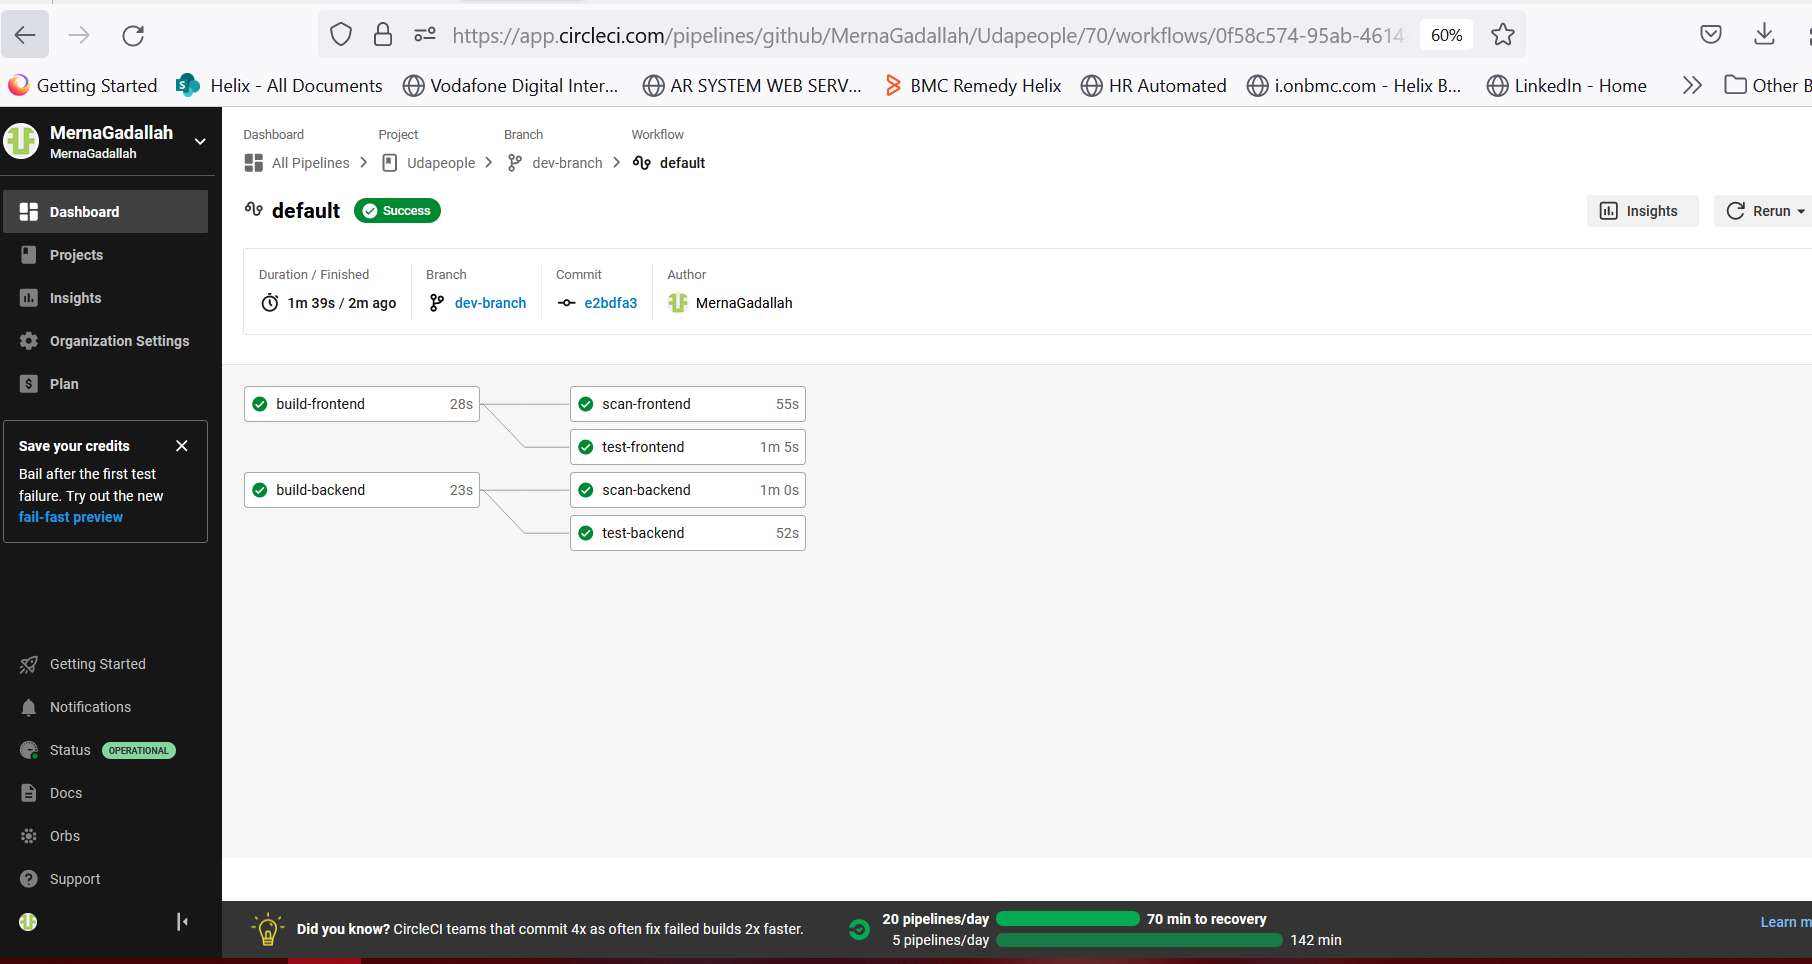 https://app.circleci.com/pipelines/github/MernaGadallah/Udapeople/70/workflows/0f58c574-95ab-4614- 60%
Getting Started Helix - All Documents Vodafone Digital Inter... AR SYSTEM WEB SERV... BMC Remedy Helix HR Automated i.onbmc.com - Helix B... LinkedIn - Home Other B
MernaGadallah
MernaGadallah
Dashboard
Projects
Insights
Organization Settings
Plan
Save your credits
Bail after the first test
failure. Try out the new
fail-fast preview
Getting Started
Notifications
Status OPERATIONAL
Docs
Orbs
Support
Dashboard Project Branch Workflow
All Pipelines Udapeople dev-branch default
default Success Insights Rerun
Duration / Finished Branch Commit Author
1m 39s / 2m ago dev-branch e2bdfa3 MernaGadallah
build-frontend 28s scan-frontend 55s
test-frontend 1m 5s
build-backend 23s scan-backend 1m 0s
test-backend 52s
Did you know? CircleCI teams that commit 4x as often fix failed builds 2x faster.
20 pipelines/day 70 min to recovery
5 pipelines/day 142 min
Learn m